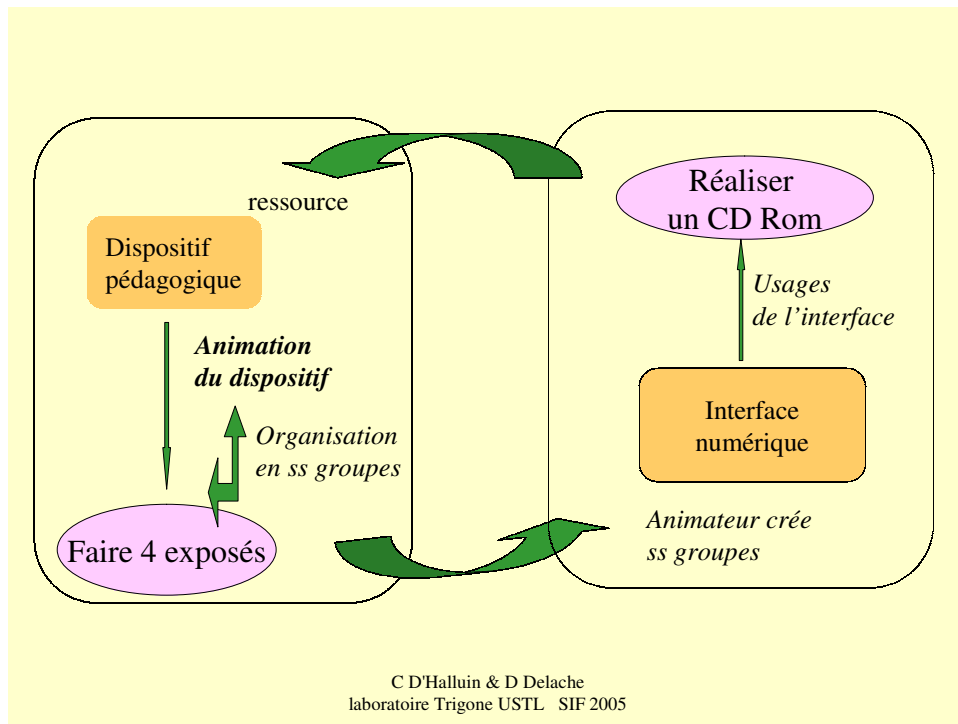 ressource
Dispositif
pédagogique
Animation
du dispositif
Organisation
en ss groupes
Faire 4 exposés
Réaliser
un CD Rom
Usages
de l’interface
Interface
numérique
Animateur crée
ss groupes
C D'Halluin & D Delache
laboratoire Trigone USTL SIF 2005